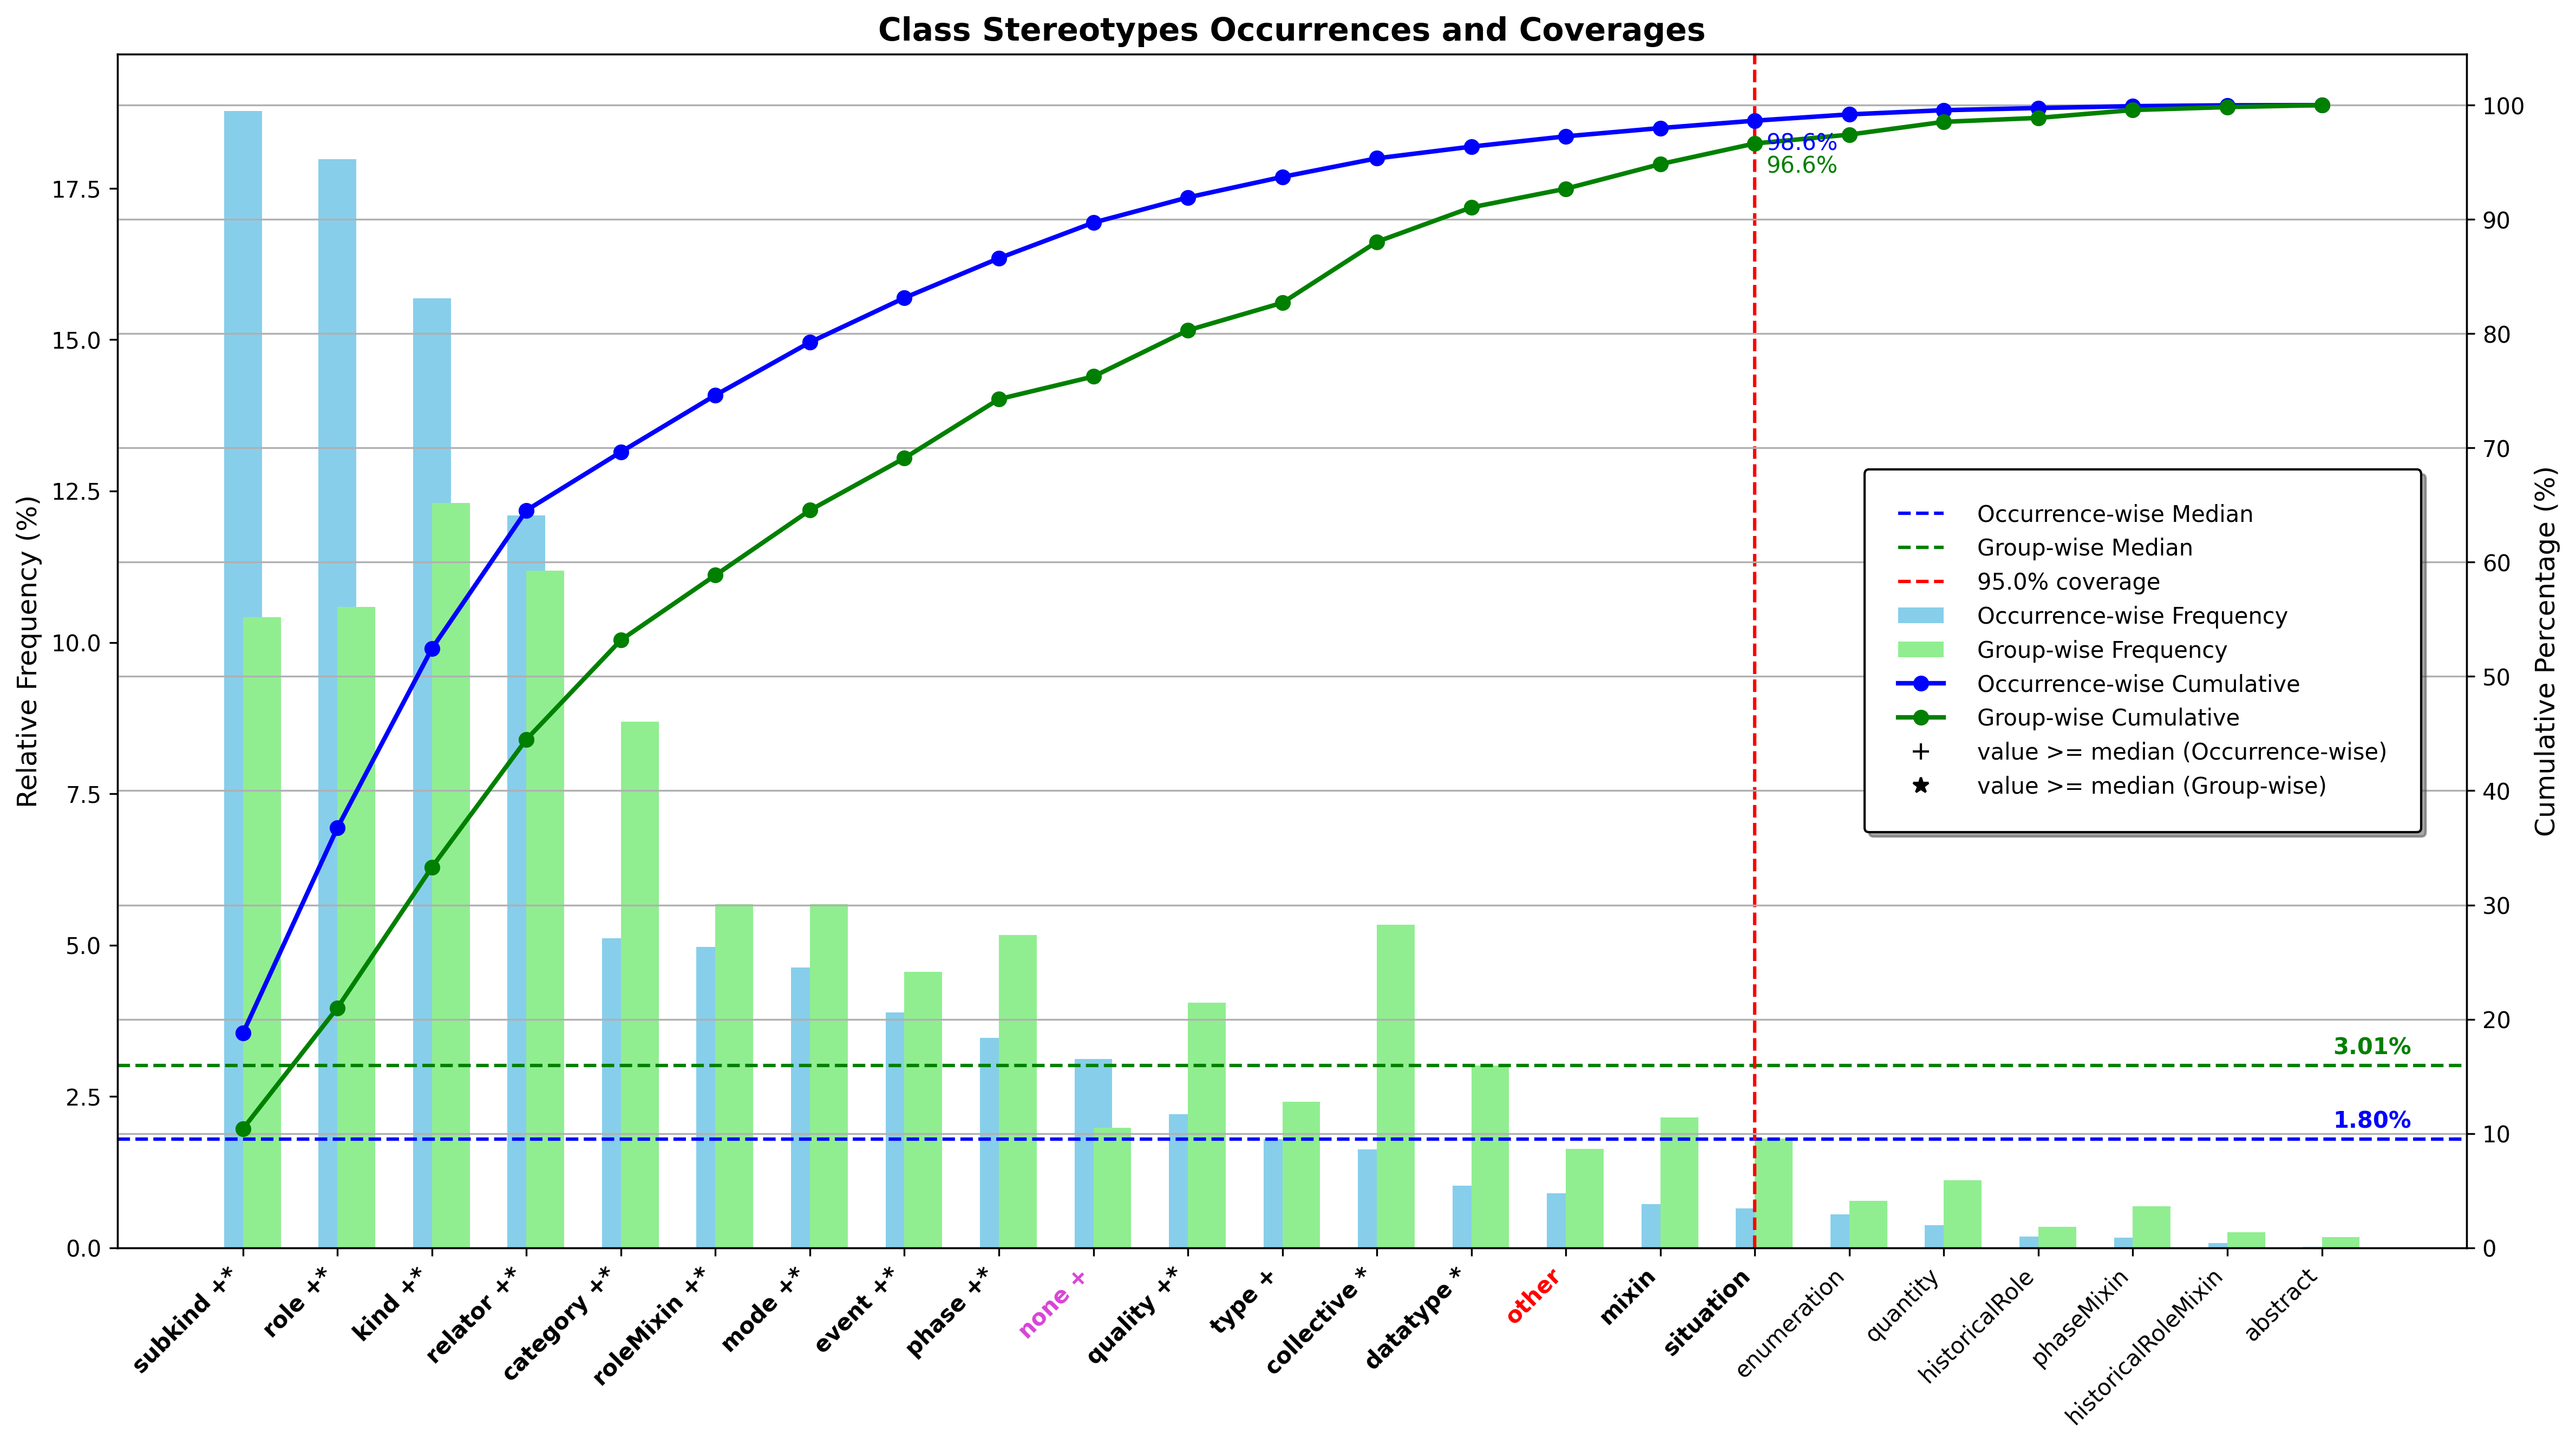 Class Stereotypes Occurrences and Coverages
Relative Frequency (%)
17.5
15.0
12.5
10.0
7.5
5.0
2.5
0.0
98.6%
96.6%
3.01%
1.80%
Occurrence-wise Median
Group-wise Median
95.0% coverage
Occurrence-wise Frequency
Group-wise Frequency
Occurrence-wise Cumulative
Group-wise Cumulative
value >= median (Occurrence-wise)
value >= median (Group-wise)
100
90
80
70
60
50
40
30
20
10
0
Cumulative Percentage (%)
subkind +*
role +*
kind +*
relator +*
category +*
roleMixin +*
mode +*
event +*
phase +*
none +
quality +*
type +
collective *
datatype *
other
mixin
situation
enumeration
quantity
historicalRole
phaseMixin
historicalRoleMixin
abstract